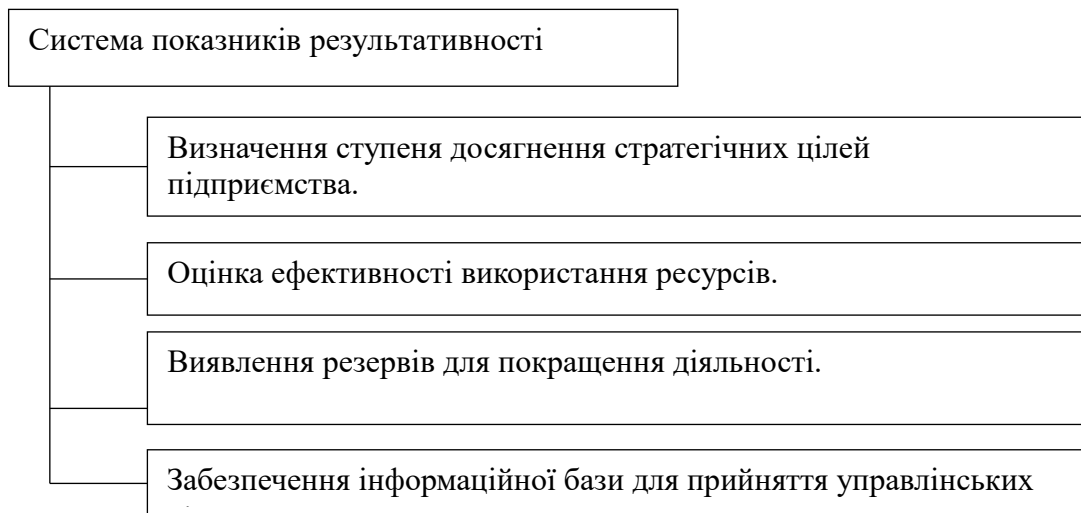 Система показників результативності
Визначення ступеня досягнення стратегічних цілей
підприємства.
Оцінка ефективності використання ресурсів.
Виявлення резервів для покращення діяльності.
Забезпечення інформаційної бази для прийняття управлінських